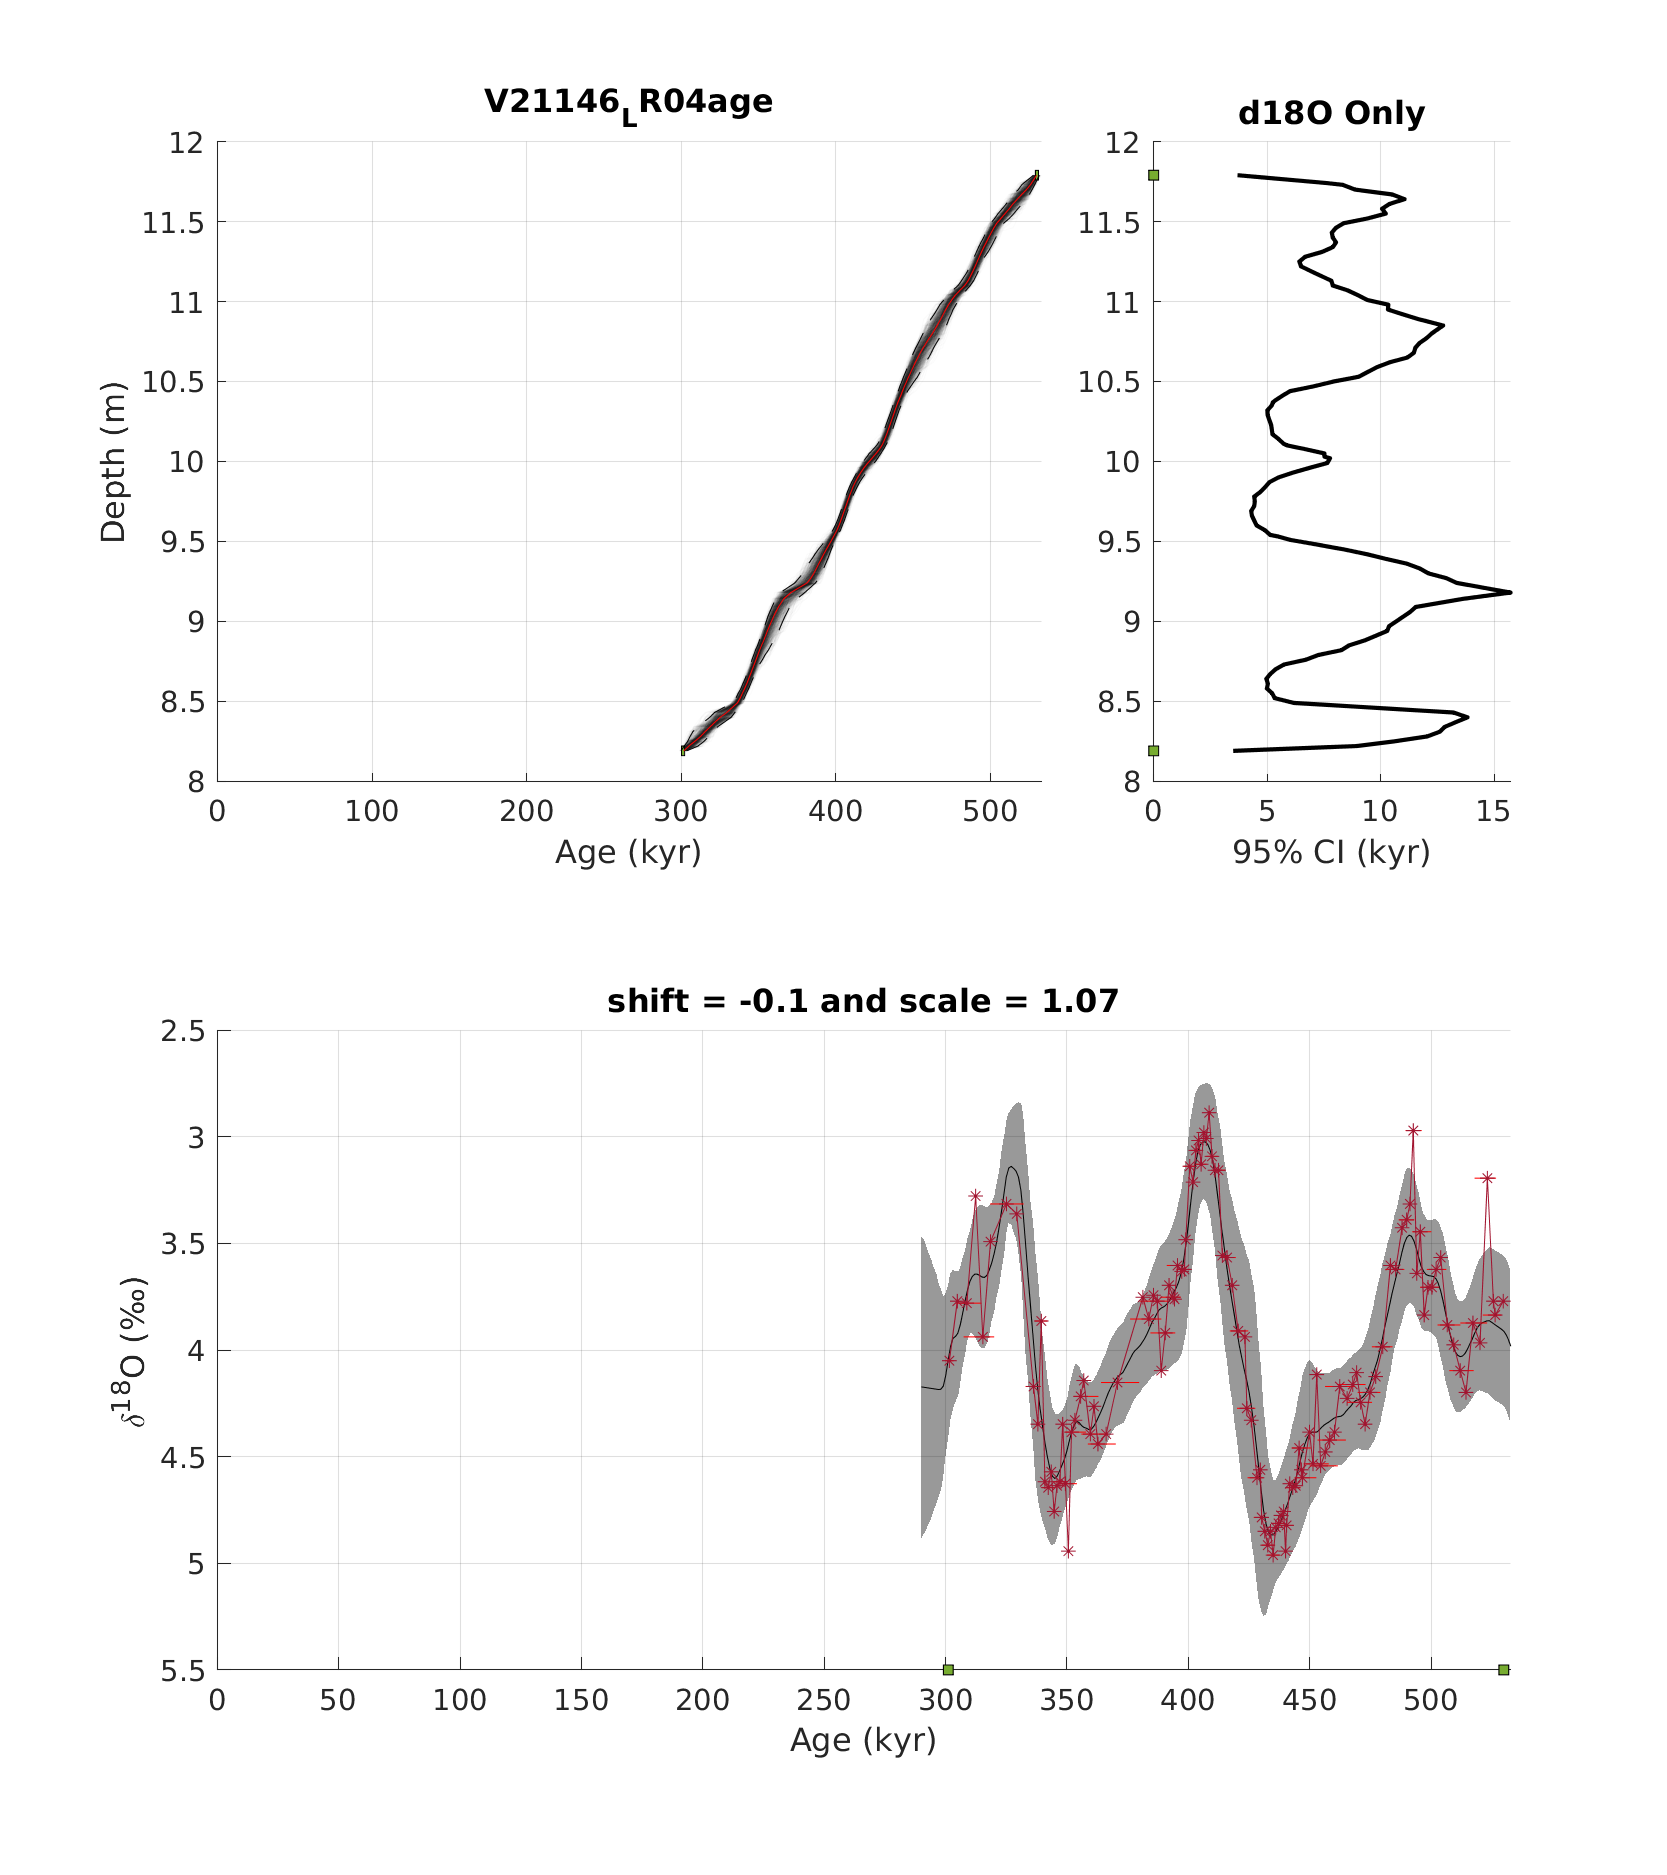 V21146LR04age
d18O Only
12
11.5
11
10.5
10
9.5
9
8.5
8
Depth (m)
0 100 200 300 400 500
Age (kyr)
12
11.5
11
10.5
10
9.5
9
8.5
8
0 5 10 15
95% CI (kyr)
shift = -0.1 and scale = 1.07
2.5
3
3.5
4
4.5
5
5.5
δ18O (‰)
0 50 100 150 200 250 300 350 400 450 500
Age (kyr)